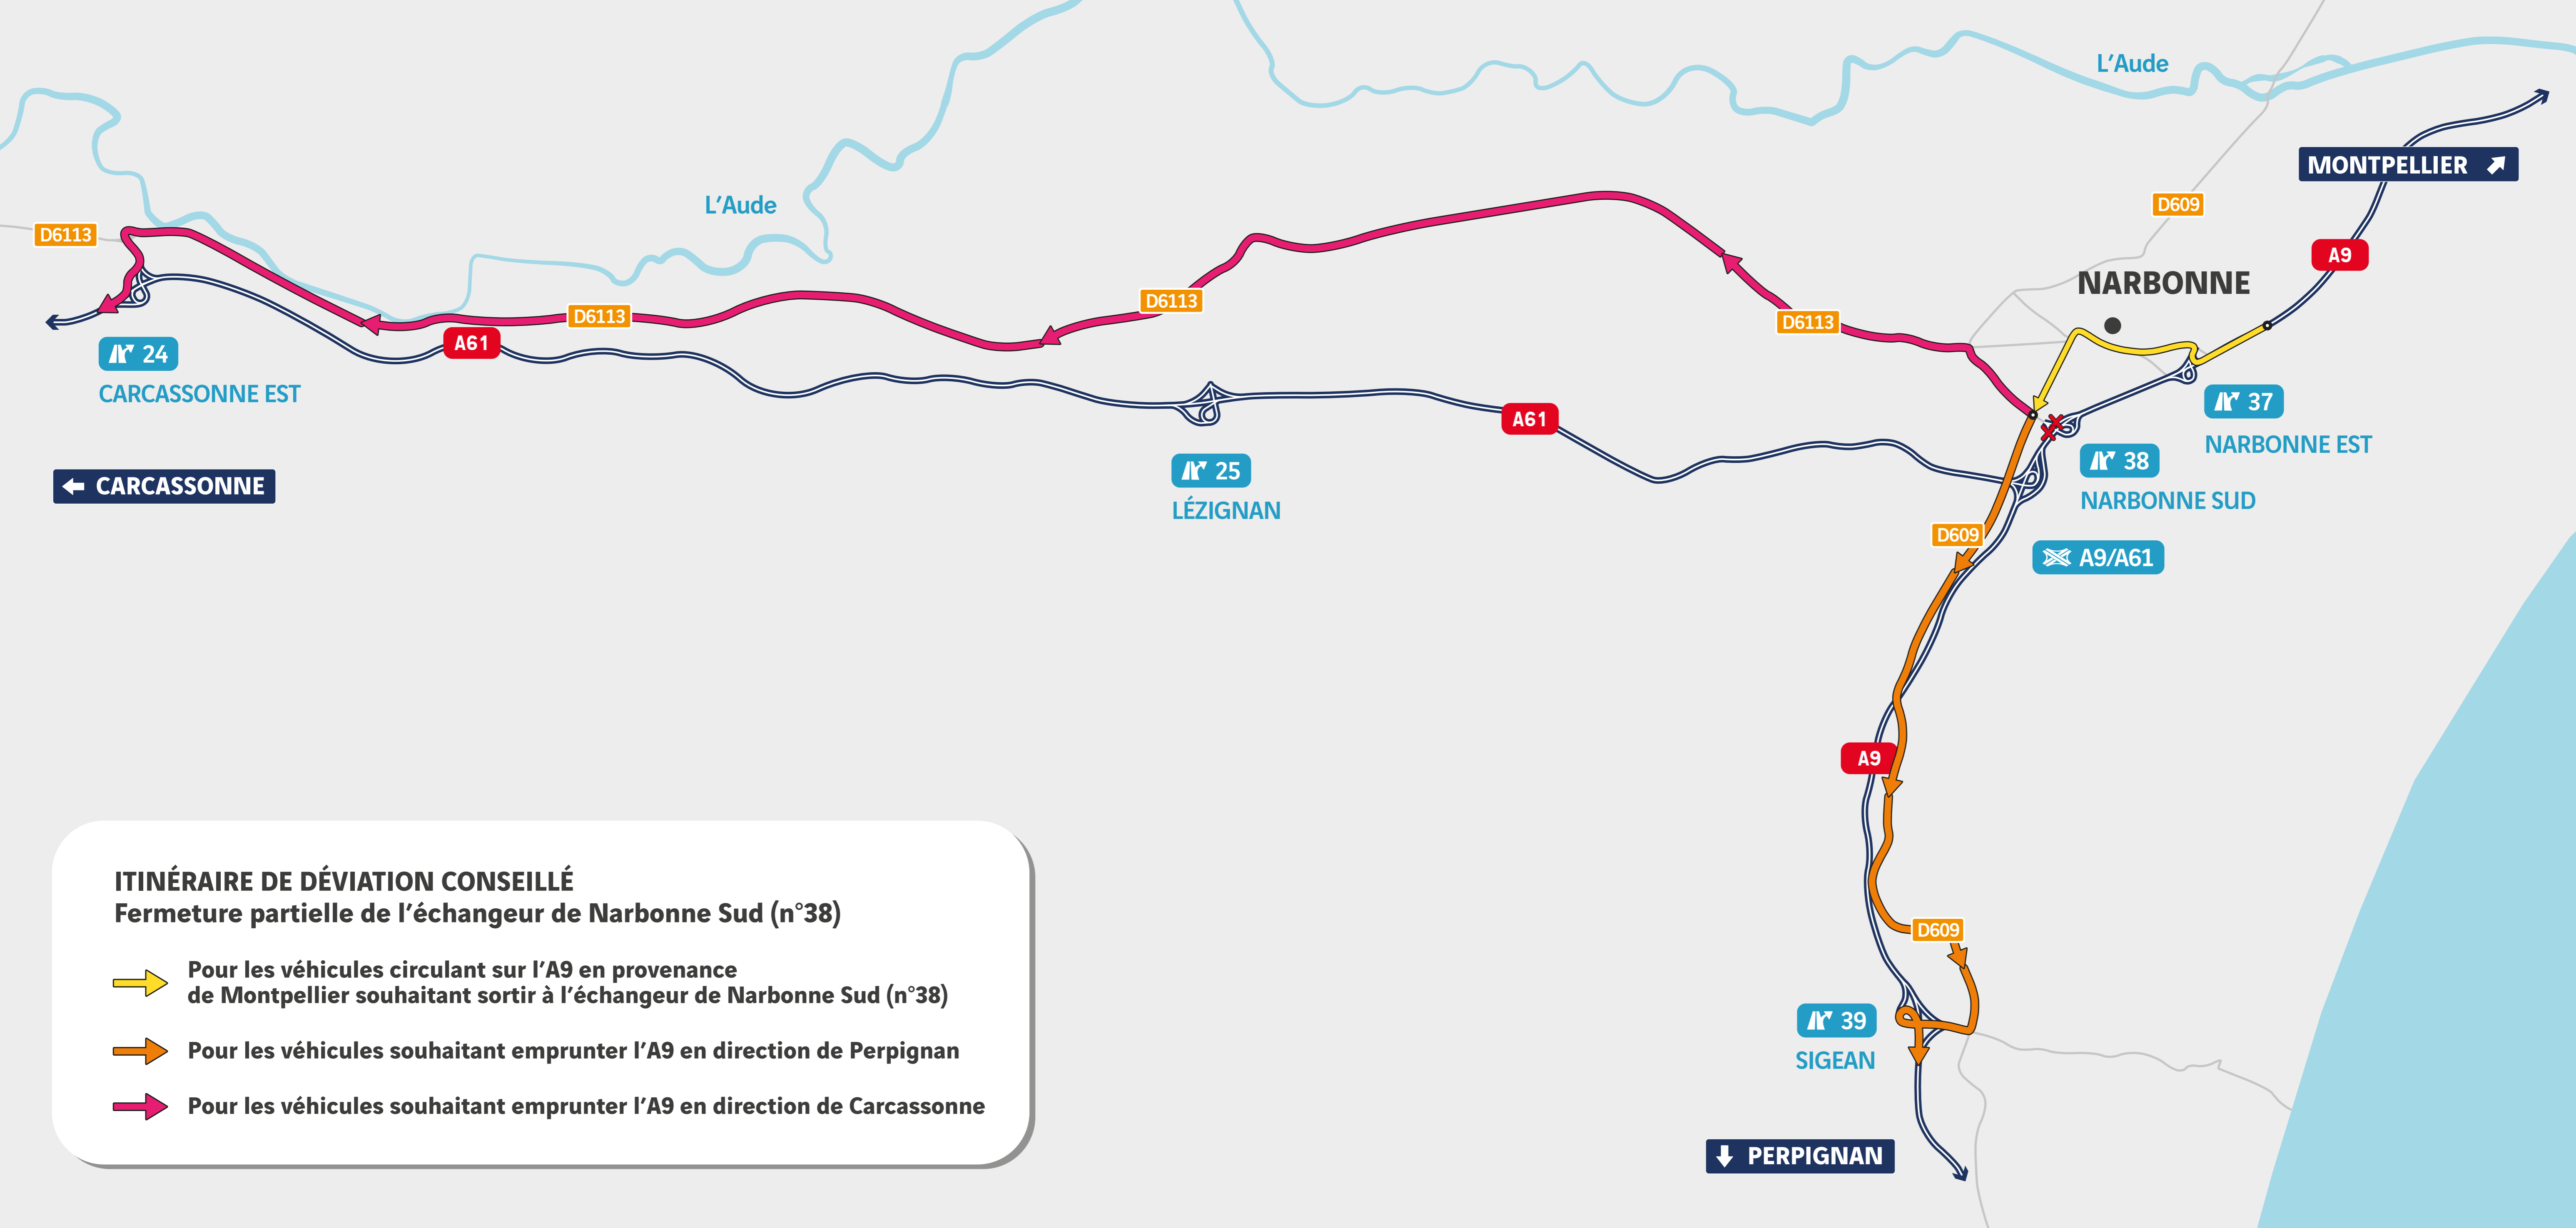 L'Aude
MONTPELLIER
D609
L'Aude
D6113
A9
NARBONNE
D6113
D6113
D6113
A61
24
CARCASSONNE EST
37
NARBONNE EST
A61
38
NARBONNE SUD
25
LÉZIGNAN
CARCASSONNE
D609
A9/A61
A9
D609
39
SIGEAN
PERPIGNAN
ITINÉRAIRE DE DÉVIATION CONSEILLÉ
Fermeture partielle de l'échangeur de Narbonne Sud (n°38)
Pour les véhicules circulant sur l'A9 en provenance
de Montpellier souhaitant sortir à l'échangeur de Narbonne Sud (n°38)
Pour les véhicules souhaitant emprunter l'A9 en direction de Perpignan
Pour les véhicules souhaitant emprunter l'A9 en direction de Carcassonne